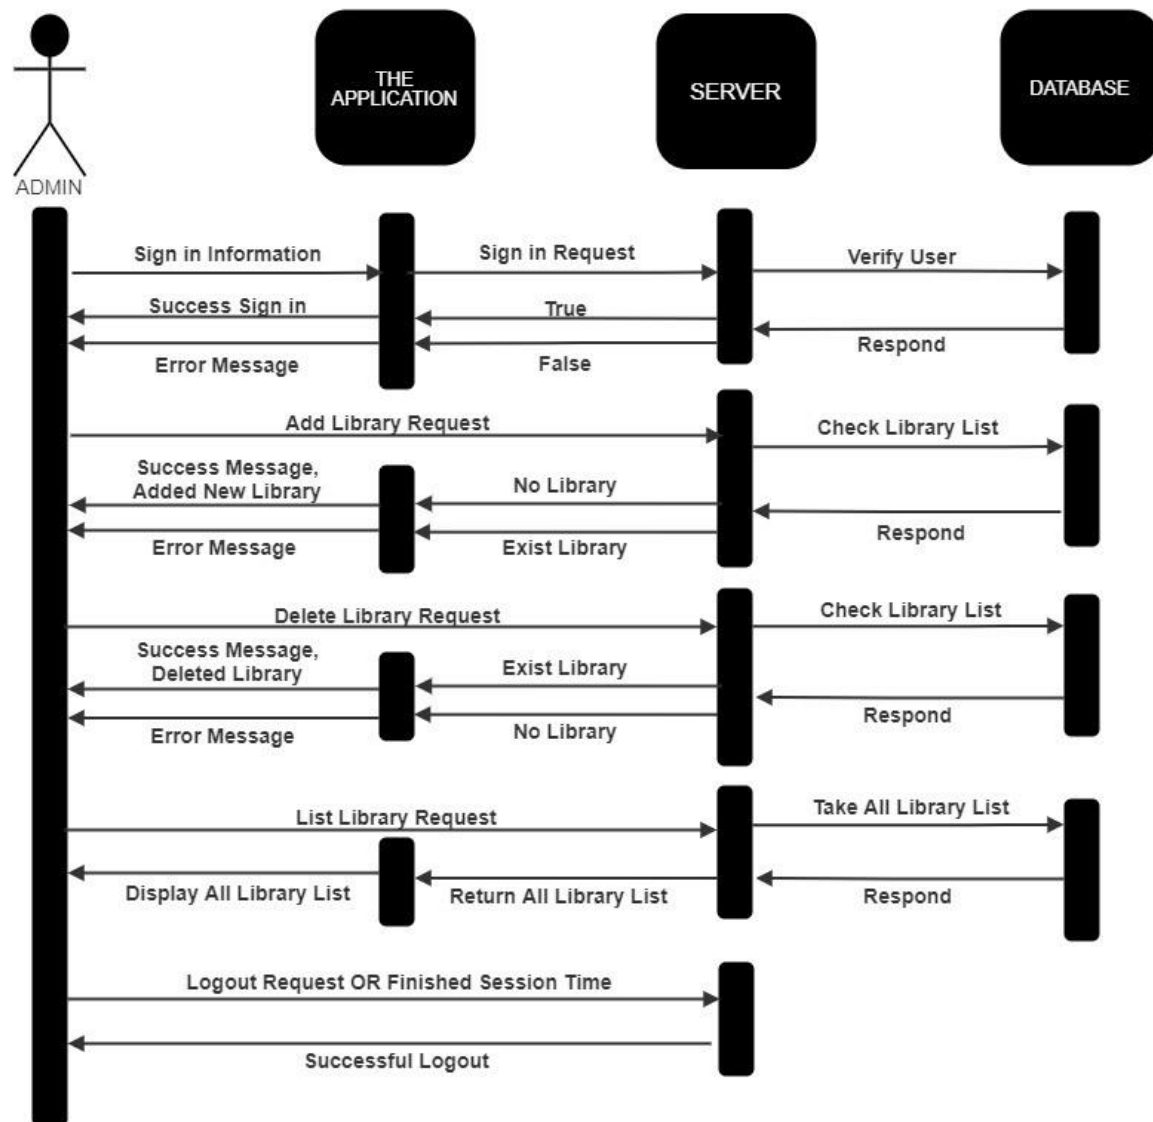 THE
APPLICATION
SERVER
DATABASE
ADMIN
Sign in Information
Sign in Request
Verify User
Success Sign in
True
Respond
Error Message
False
Add Library Request
Check Library List
Success Message,
Added New Library
No Library
Respond
Error Message
Exist Library
Delete Library Request
Check Library List
Success Message,
Deleted Library
Exist Library
Respond
Error Message
No Library
List Library Request
Take All Library List
Display All Library List
Return All Library List
Respond
Logout Request OR Finished Session Time
Successful Logout